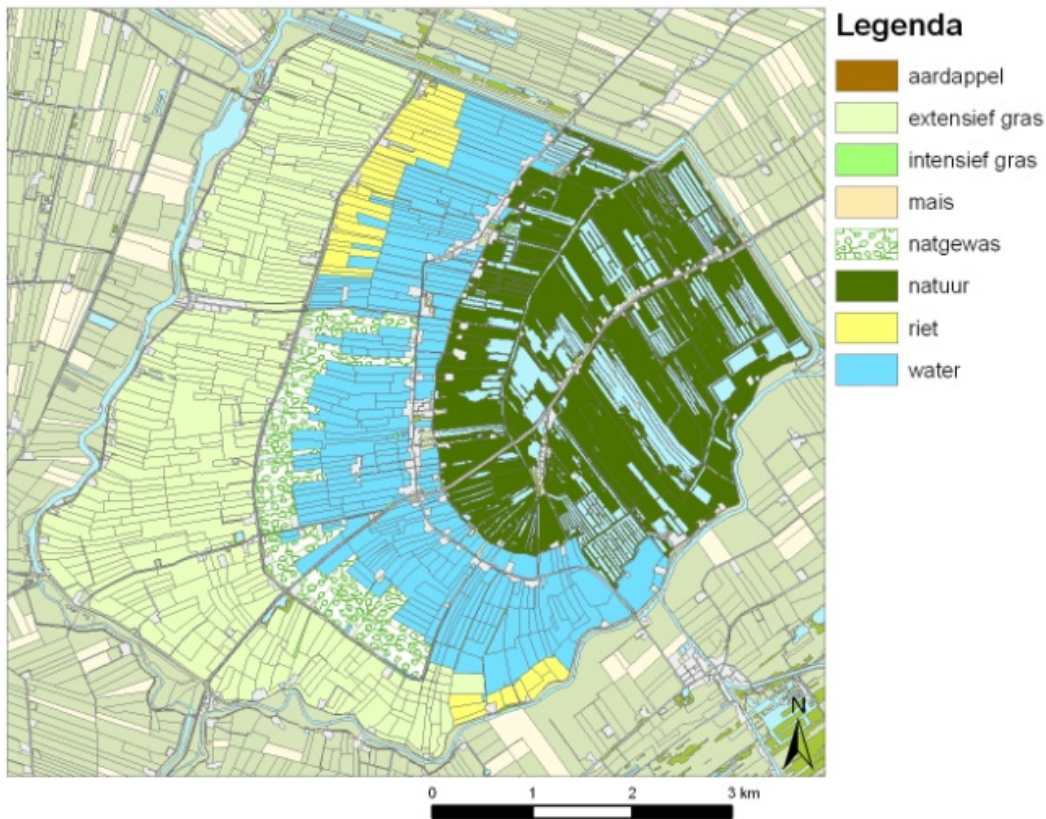 Legenda
aardappel
extensief gras
intensief gras
mais
natgewas
natuur
riet
water
N
0 1 2 3 km